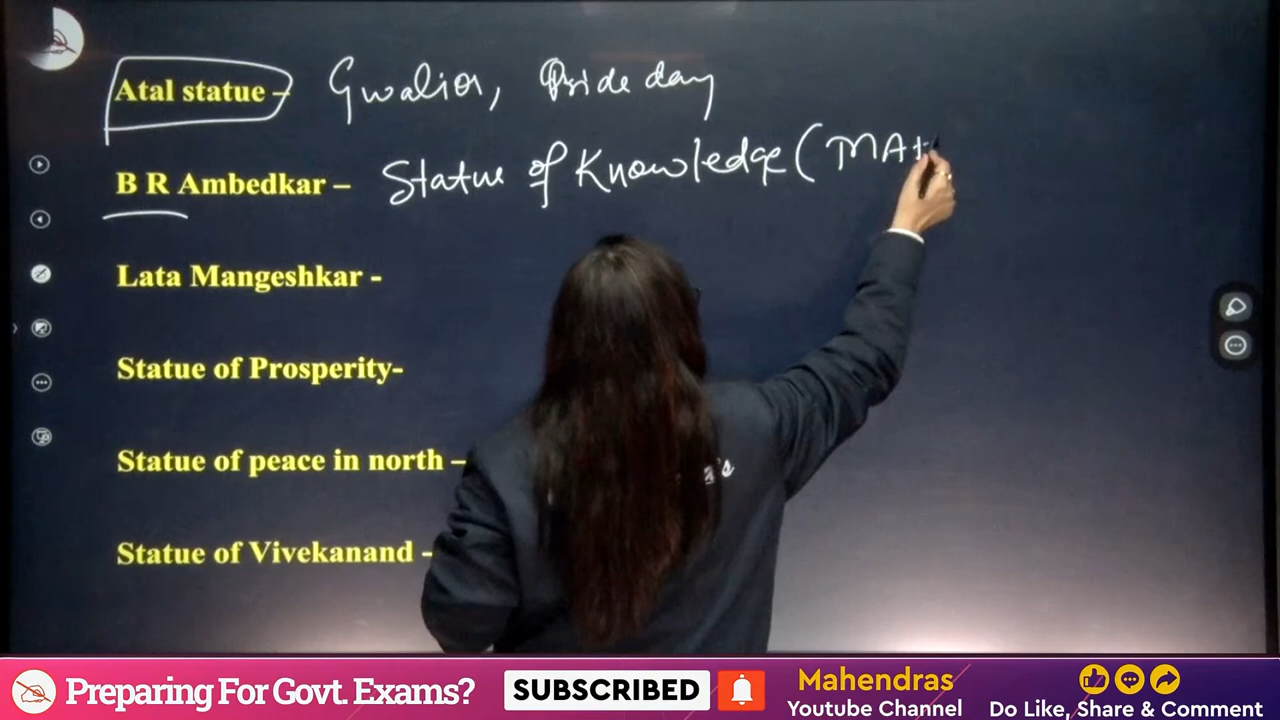 Atal statue – Gwalior, Pride day
B R Ambedkar – Statue of Knowledge ( MAH
Lata Mangeshkar -
Statue of Prosperity-
Statue of peace in north –
Statue of Vivekanand -
Preparing For Govt. Exams?
SUBSCRIBED
Mahendras
Youtube Channel
Do Like, Share & Comment